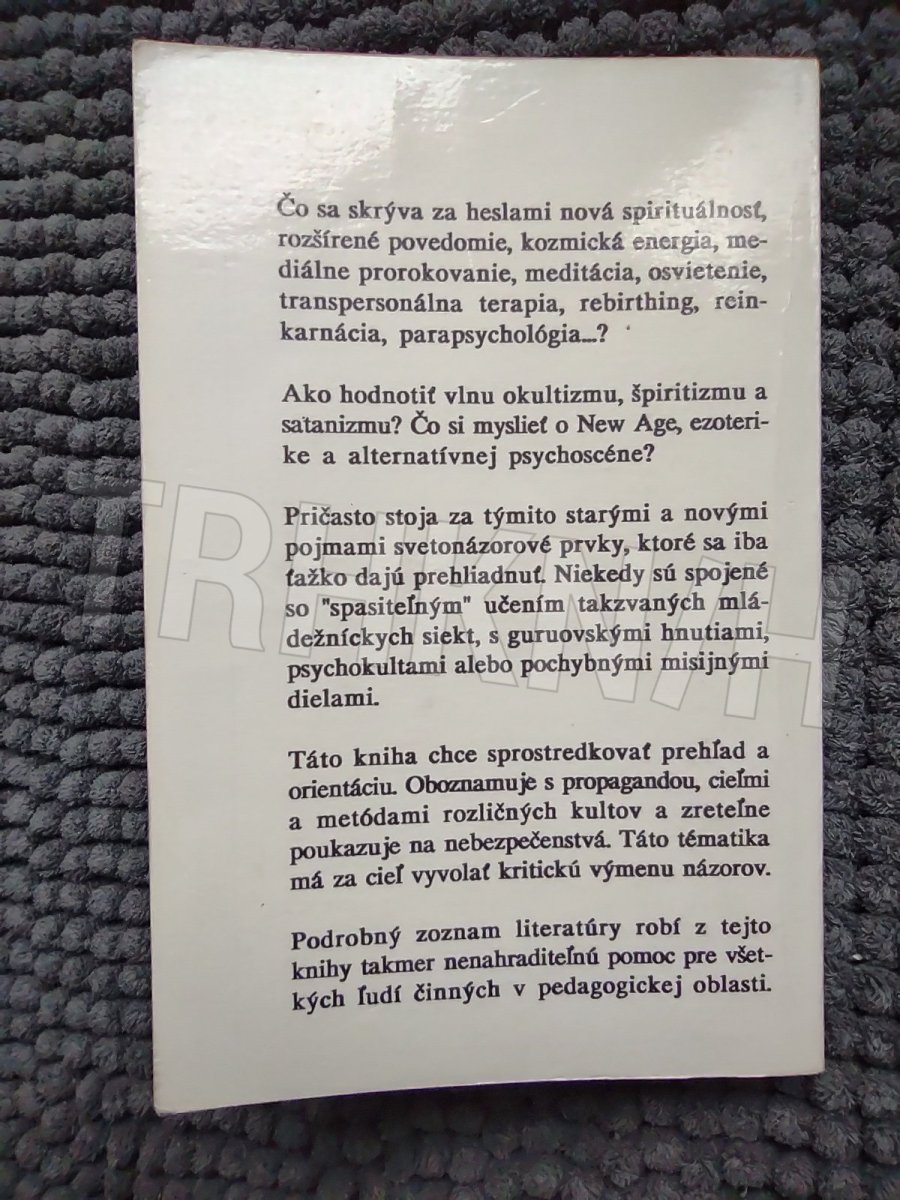 Čo sa skrýva za heslami nová spirituálnosť,
rozšírené povedomie, kozmická energia, me-
diálne prorokovanie, meditácia, osvietenie,
transpersonálna terapia, rebirthing, rein-
karnácia, parapsychológia...?
Ako hodnotiť vlnu okultizmu, špiritizmu a
satanizmu? Čo si myslieť o New Age, ezoteri-
ke a alternatívnej psychoscéne?
Pričasto stoja za týmito starými a novými
pojmami svetonázorové prvky, ktoré sa iba
ťažko dajú prehliadnuť. Niekedy sú spojené
so "spasiteľným" učením takzvaných mlá-
dežníckych siekt, s guruovskými hnutiami,
psychokultami alebo pochybnými misijnými
dielami.
Táto kniha chce sprostredkovať prehľad a
orientáciu. Oboznamuje s propagandou, cieľmi
a metódami rozličných kultov a zreteľne
poukazuje na nebezpečenstvá. Táto tématika
má za cieľ vyvolať kritickú výmenu názorov.
Podrobný zoznam literatúry robí z tejto
knihy takmer nenahraditeľnú pomoc pre všet-
kých ľudí činných v pedagogickej oblasti.
TRHKNIH